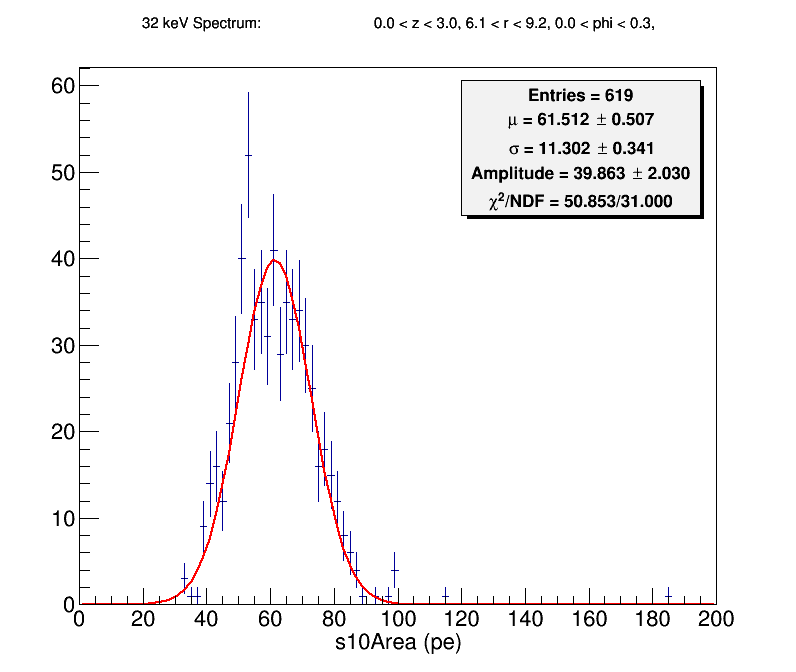 32 keV Spectrum: 0.0 < z < 3.0, 6.1 < r < 9.2, 0.0 < phi < 0.3,
Entries = 619
μ = 61.512 ± 0.507
σ = 11.302 ± 0.341
Amplitude = 39.863 ± 2.030
χ²/NDF = 50.853/31.000
60
50
40
30
20
10
0
0 20 40 60 80 100 120 140 160 180 200
s10Area (pe)